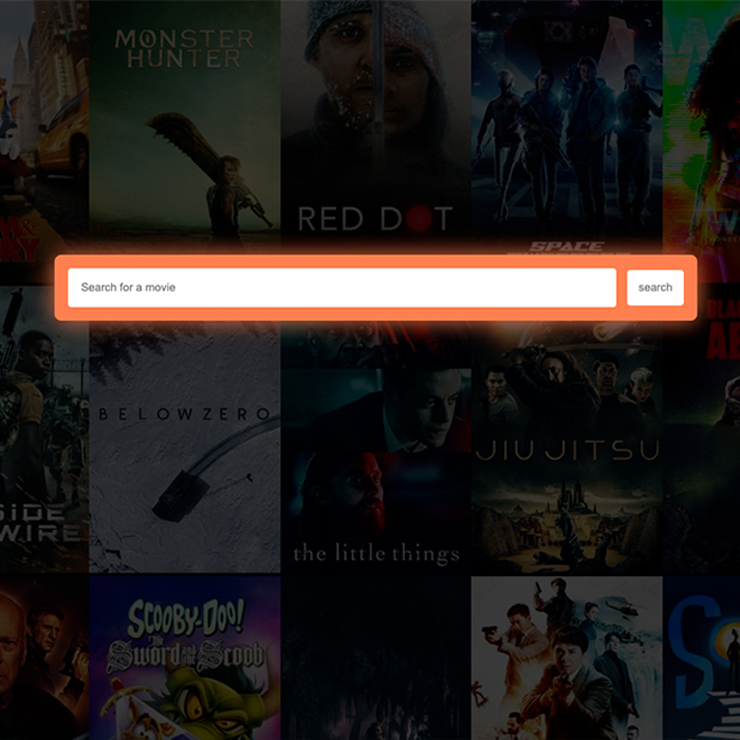 MONSTER
HUNTER
RED DOT
SPACE
Search for a movie
search
BELOWZERO
JIU JITSU
SIDE
WIRE
the little things
SCOOBY-DOO!
The
Sword and the Scoob